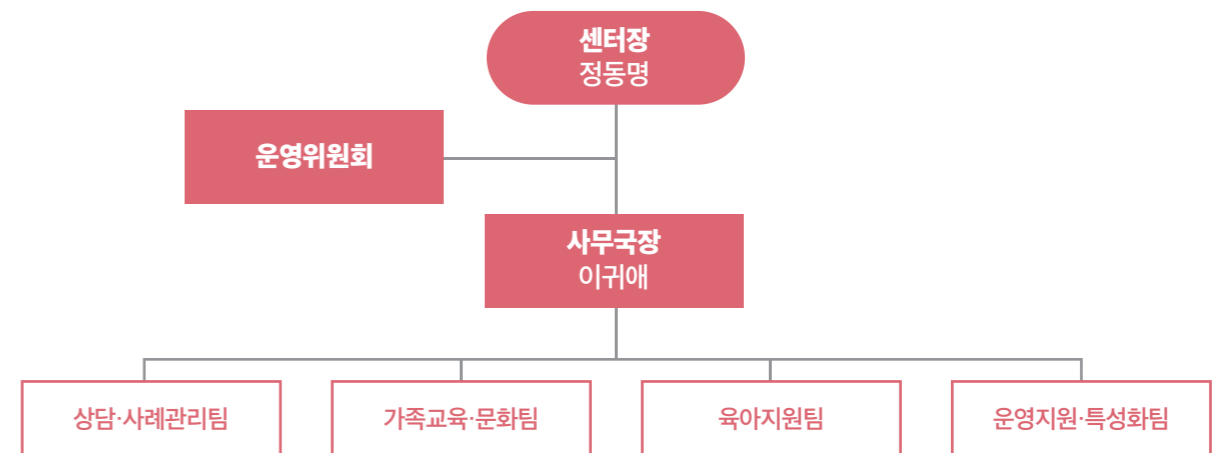 센터장
정동명
운영위원회
사무국장
이귀애
상담·사례관리팀
가족교육·문화팀
육아지원팀
운영지원·특성화팀